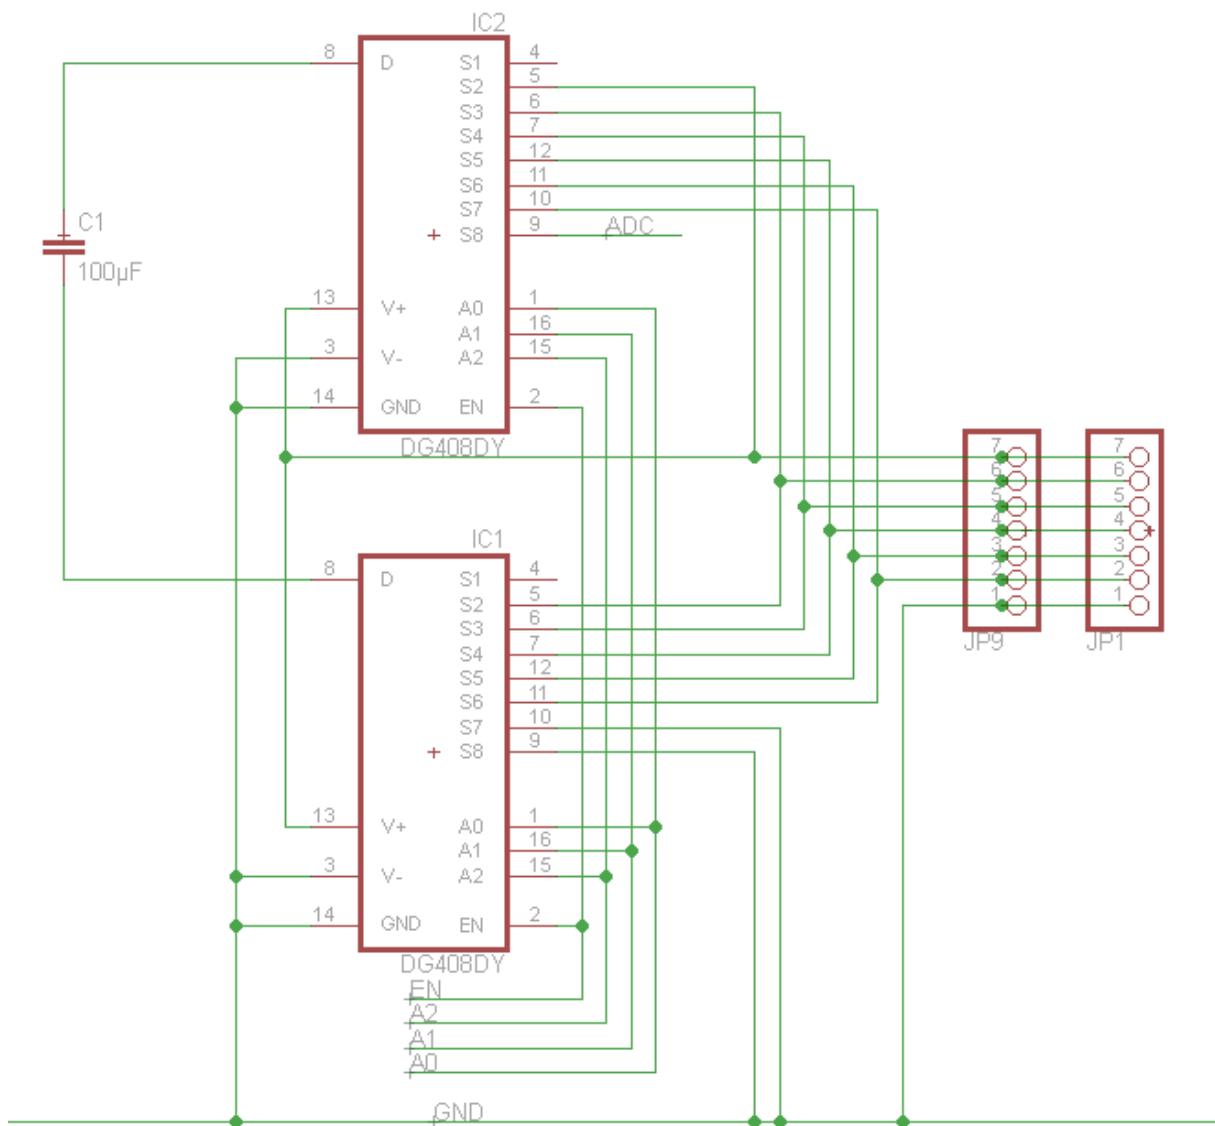 IC2
8 D S1 4
S2 5
S3 6
S4 7
S5 12
S6 11
S7 10
C1
S8 9 ADC
100µF
13 V+ A0 1
A1 16
3 V- A2 15
14 GND EN 2
DG408DY
7 7
6 6
5 5
4 4
3 3
2 2
1 1
JP9 JP1
IC1
8 D S1 4
S2 5
S3 6
S4 7
S5 12
S6 11
S7 10
S8 9
13 V+ A0 1
A1 16
3 V- A2 15
14 GND EN 2
DG408DY
EN
A2
A1
A0
GND